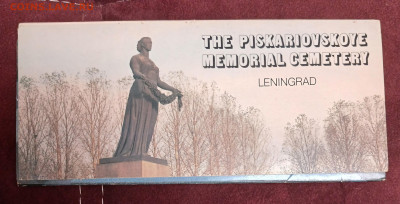 THE PISKARIOVSKOYE
MEMORIAL CEMETERY
LENINGRAD